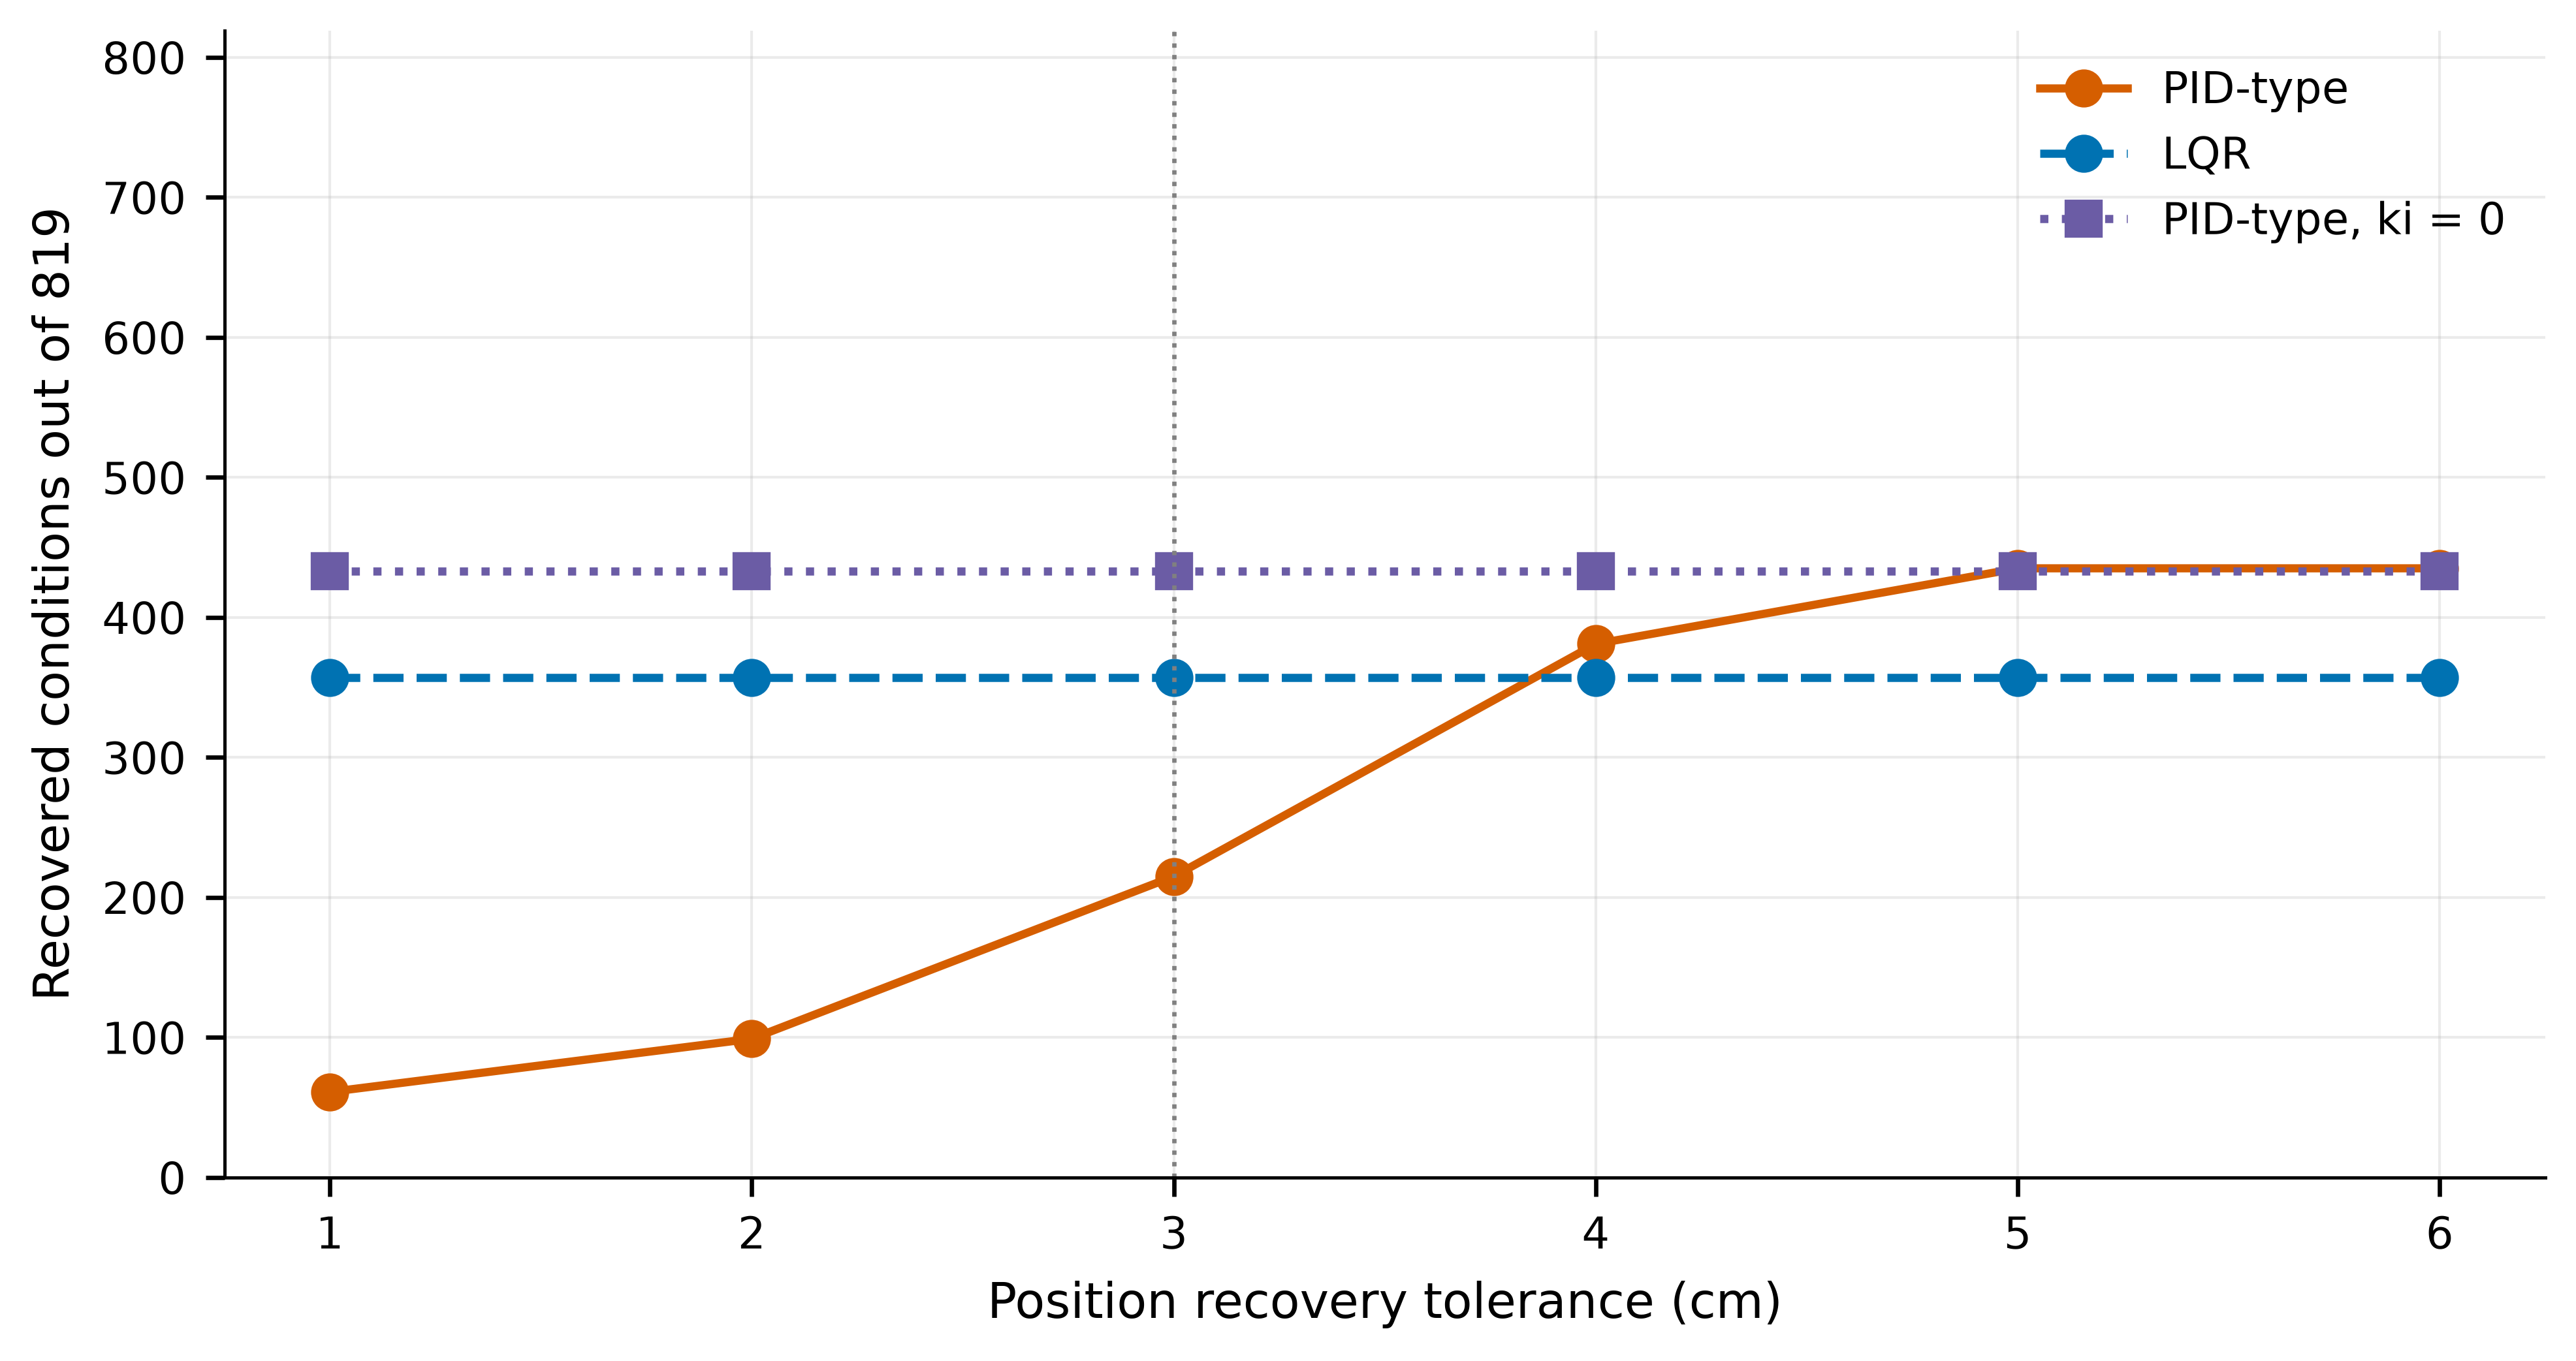 800
700
600
500
400
300
200
100
0
Recovered conditions out of 819
PID-type
LQR
PID-type, ki = 0
1 2 3 4 5 6
Position recovery tolerance (cm)